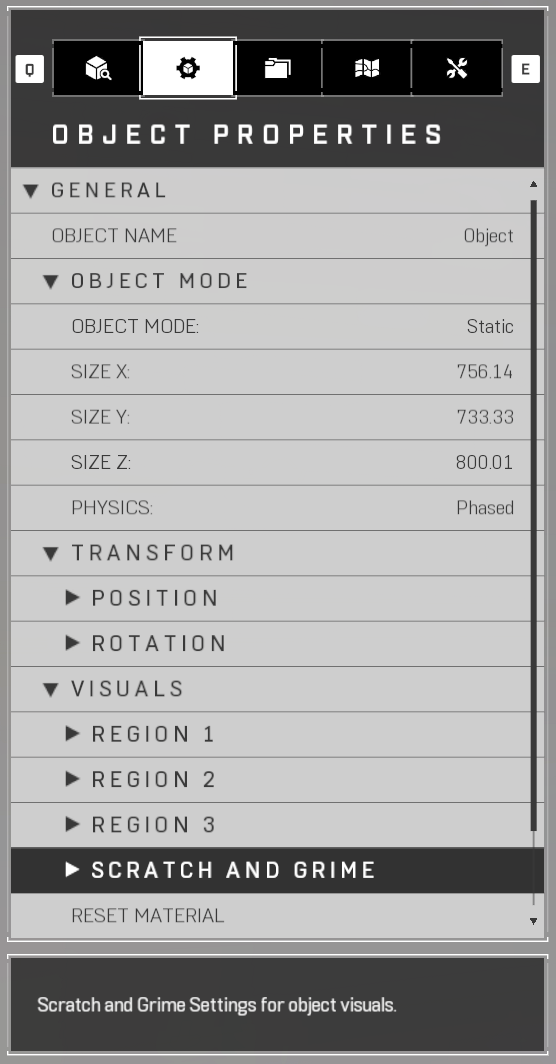 Q
E
OBJECT PROPERTIES
GENERAL
OBJECT NAME Object
OBJECT MODE
OBJECT MODE: Static
SIZE X: 756.14
SIZE Y: 733.33
SIZE Z: 800.01
PHYSICS: Phased
TRANSFORM
POSITION
ROTATION
VISUALS
REGION 1
REGION 2
REGION 3
SCRATCH AND GRIME
RESET MATERIAL
Scratch and Grime Settings for object visuals.